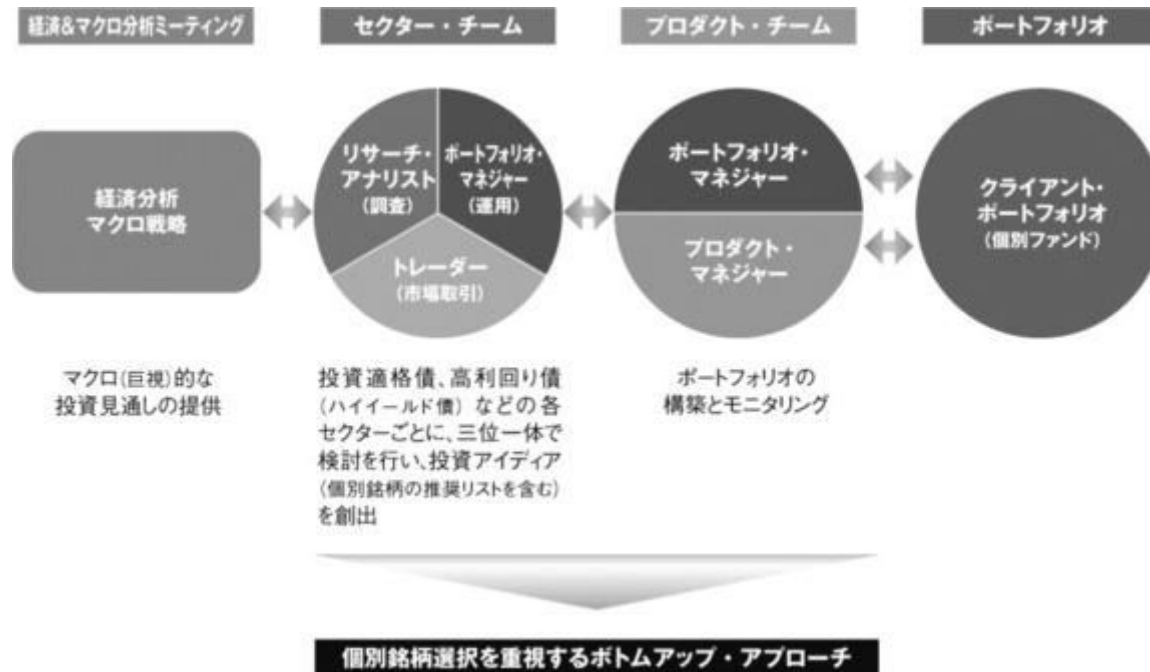 経済&マクロ分析ミーティング
セクター・チーム
プロダクト・チーム
ポートフォリオ
経済分析
マクロ戦略
リサーチ・
アナリスト
(調査)
ポートフォリオ・
マネジャー
(運用)
トレーダー
(市場取引)
ポートフォリオ・
マネジャー
プロダクト・
マネジャー
クライアント・
ポートフォリオ
(個別ファンド)
マクロ(巨視)的な
投資見通しの提供
投資適格債、高利回り債
(ハイイールド債)などの各
セクターごとに、三位一体で
検討を行い、投資アイディア
(個別銘柄の推奨リストを含む)
を創出
ポートフォリオの
構築とモニタリング
個別銘柄選択を重視するボトムアップ・アプローチ